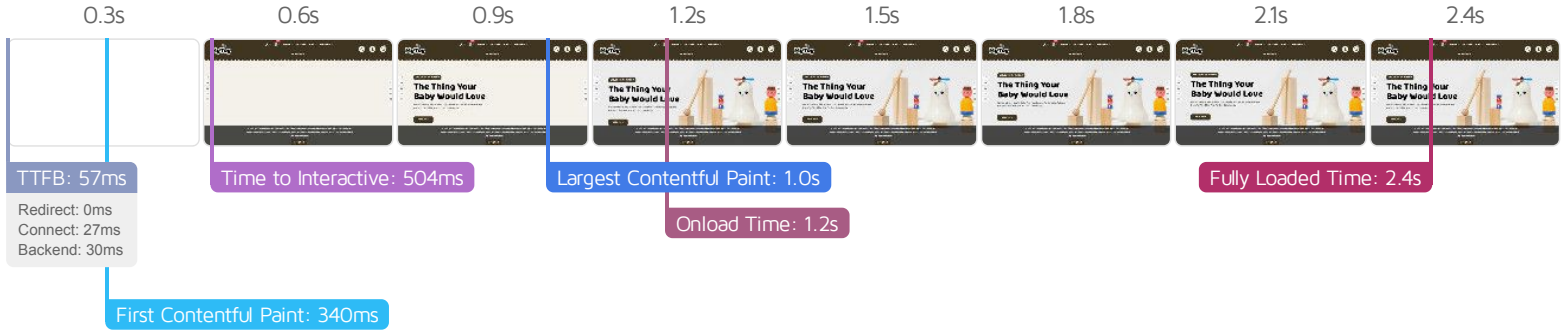 0.3s 0.6s 0.9s 1.2s 1.5s 1.8s 2.1s 2.4s
The Thing Your
Baby Would Love
The Thing Your
Baby Would Love
The Thing Your
Baby Would Love
The Thing Your
Baby Would Love
The Thing Your
Baby Would Love
The Thing Your
Baby Would Love
TTFB: 57ms
Redirect: 0ms
Connect: 27ms
Backend: 30ms
Time to Interactive: 504ms
Largest Contentful Paint: 1.0s
Fully Loaded Time: 2.4s
Onload Time: 1.2s
First Contentful Paint: 340ms